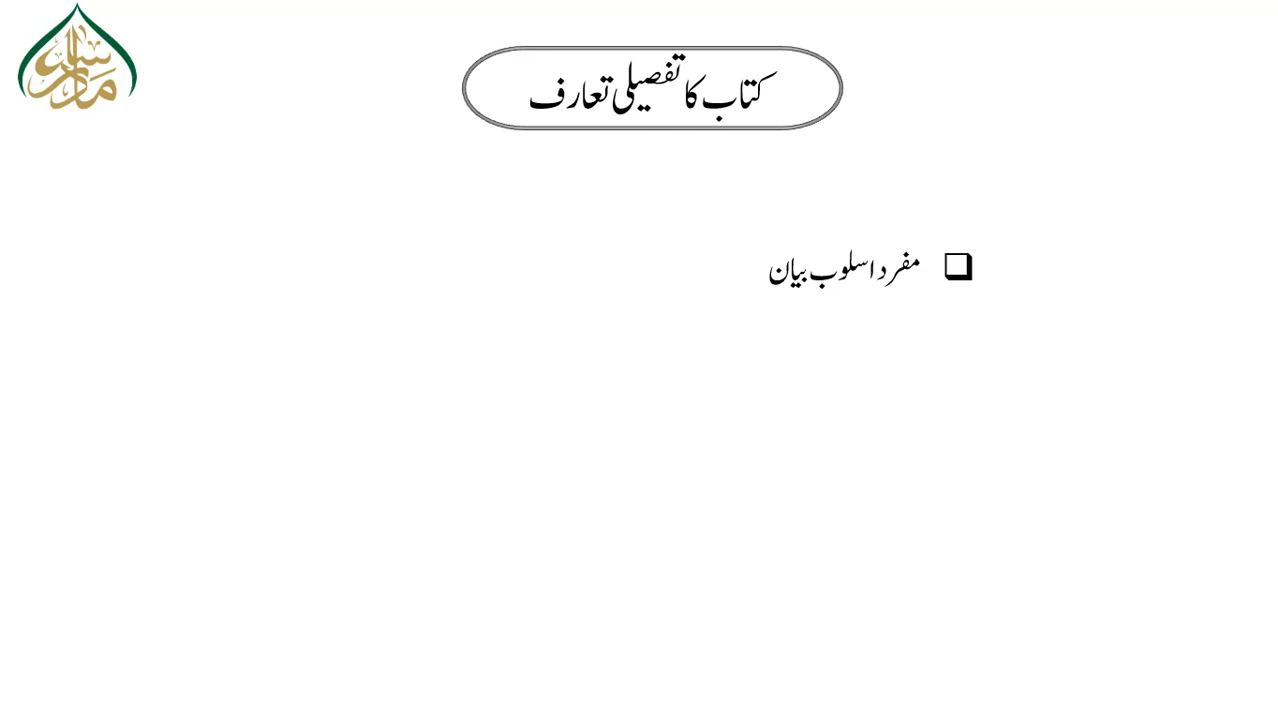 کتاب کا تفصیلی تعارف
مفرد اسلوب بیان